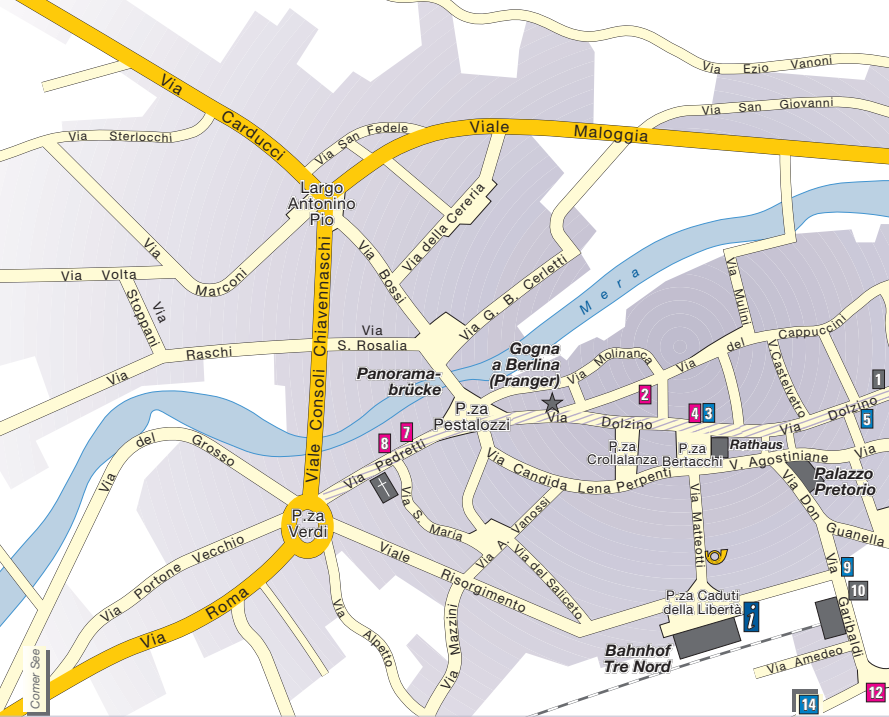 Via Ezio Vanoni
Via San Giovanni
Via Carducci
Via Sterlocchi
Via San Fedele
Viale Maloggia
Largo
Antonino
Pio
Via della Cereria
Via Marconi
Via Bossi
Via Volta
Via Stoppani
Via Raschi
Viale Consoli Chiavennaschi
Via
S. Rosalia
Via G. B. Cerletti
Mera
Via Mulini
Via del Cappuccini
V.Castelvetro
Panorama-
brücke
Gogna
a Berlina
(Pranger)
Via Molinanca
P.za
Pestalozzi
Via Dolzino
Via Dolzino
1
2
4
3
5
7
8
Via Pedretti
Via del Grosso
P.za
Crollalanza
P.za
Bertacchi
Rathaus
V. Agostiniane
Via
Palazzo
Pretorio
Via Candida Lena Perpenti
Via Don Guanella
Via S. Maria
Via A. Vanossi
Via del Saliceto
Via Matteotti
P.za
Verdi
Viale Risorgimento
Via Portone Vecchio
Via Roma
Via Alpetto
Via Mazzini
P.za Caduti
della Libertà
i
Bahnhof
Tre Nord
9
10
Via Garibaldi
Via Amedeo
12
14
Comer See